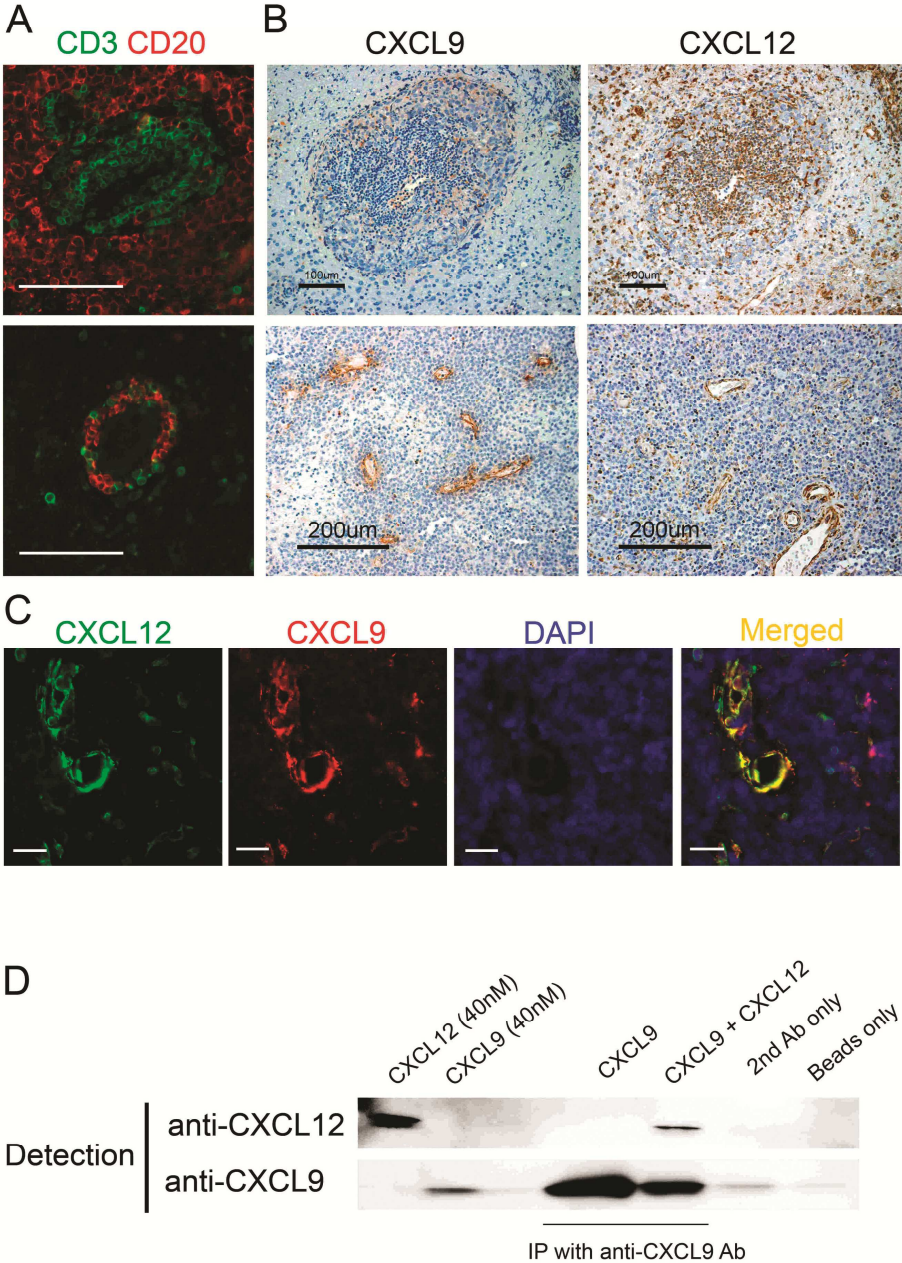 A
B
CD3 CD20
CXCL9
CXCL12
100um
100um
200um
200um
C
CXCL12
CXCL9
DAPI
Merged
D
CXCL12 (40nM)
CXCL9 (40nM)
CXCL9
CXCL9 + CXCL12
2nd Ab only
Beads only
Detection
anti-CXCL12
anti-CXCL9
IP with anti-CXCL9 Ab